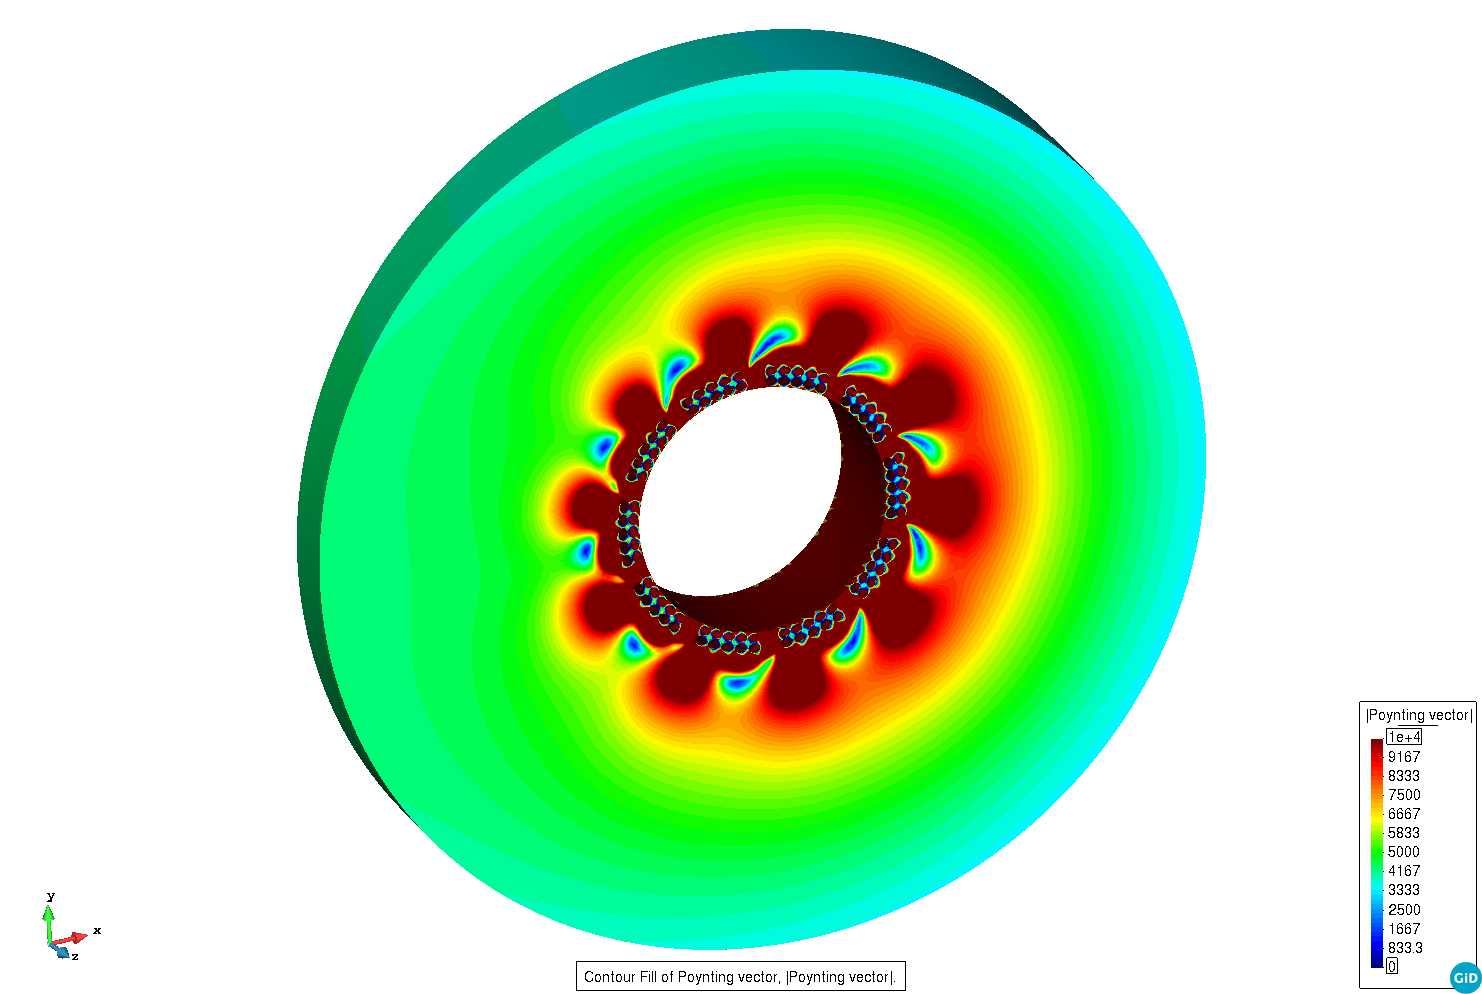 |Poynting vector|
1e+4
9167
8333
7500
6667
5833
5000
4167
3333
2500
1667
833.3
0
y
x
z
Contour Fill of Poynting vector, |Poynting vector|.
GiD